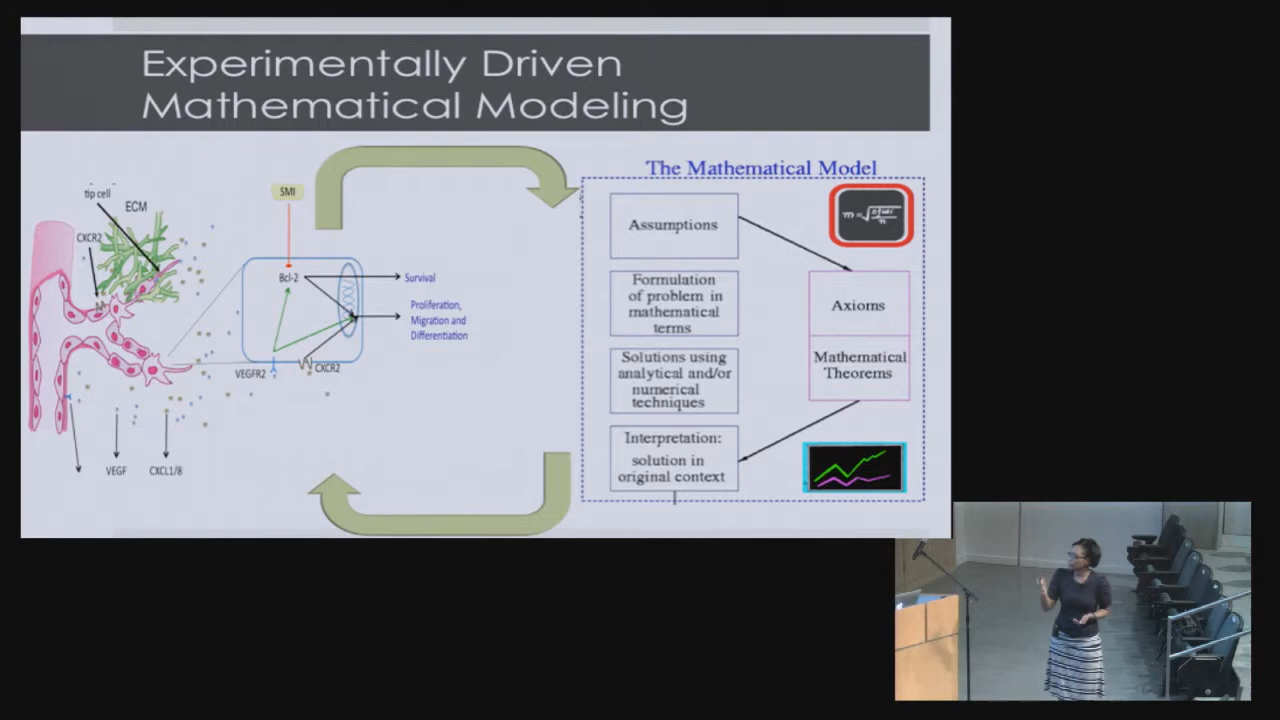 Experimentally Driven
Mathematical Modeling
tip cell
ECM
CXCR2
VEGF
CXCL1/8
SMI
Bcl-2
VEGFR2
CXCR2
Survival
Proliferation,
Migration and
Differentiation
The Mathematical Model
Assumptions
Formulation
of problem in
mathematical
terms
Solutions using
analytical and/or
numerical
techniques
Interpretation:
solution in
original context
Axioms
Mathematical
Theorems